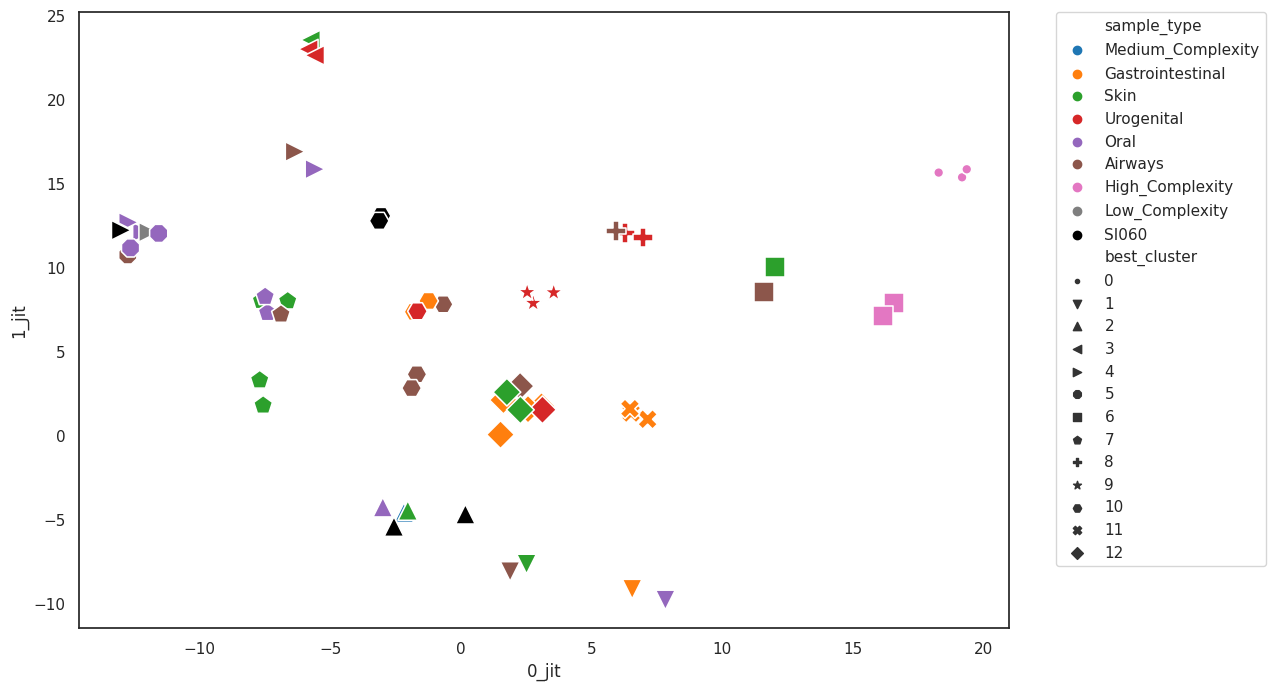 25
20
15
10
5
0
−5
−10
1_jit
−10
−5
0
5
10
15
20
0_jit
sample_type
Medium_Complexity
Gastrointestinal
Skin
Urogenital
Oral
Airways
High_Complexity
Low_Complexity
SI060
best_cluster
0
1
2
3
4
5
6
7
8
9
10
11
12